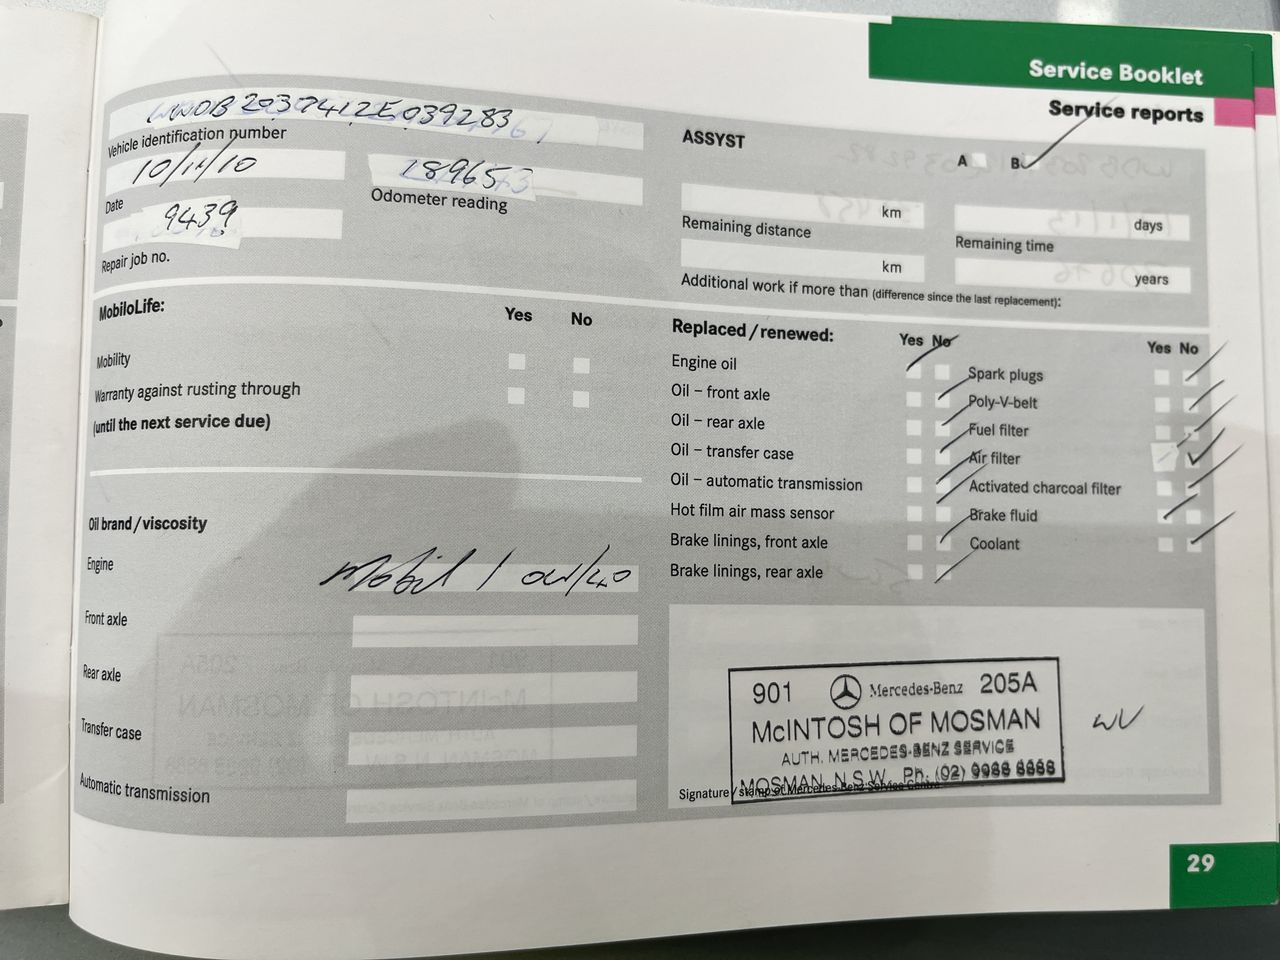 Service Booklet
Service reports
Vehicle identification number
10/11/10
Date
Odometer reading
9439
Repair job no.
ASSYST
A B
km
Remaining distance
days
Remaining time
km
years
Additional work if more than (difference since the last replacement):
MobiloLife:
Yes No
Mobility
Warranty against rusting through
(until the next service due)
Oil brand/viscosity
Engine
Mobil 1 0W/40
Front axle
Rear axle
Transfer case
Automatic transmission
Replaced/renewed:
Yes No
Engine oil
Oil – front axle
Oil – rear axle
Oil – transfer case
Oil – automatic transmission
Hot film air mass sensor
Brake linings, front axle
Brake linings, rear axle
Yes No
Spark plugs
Poly-V-belt
Fuel filter
Air filter
Activated charcoal filter
Brake fluid
Coolant
901 Mercedes-Benz 205A
McINTOSH OF MOSMAN
AUTH. MERCEDES-BENZ SERVICE
MOSMAN, N.S.W. Ph. (02)
Signature/stamp of Mercedes-Benz Service Centre
29